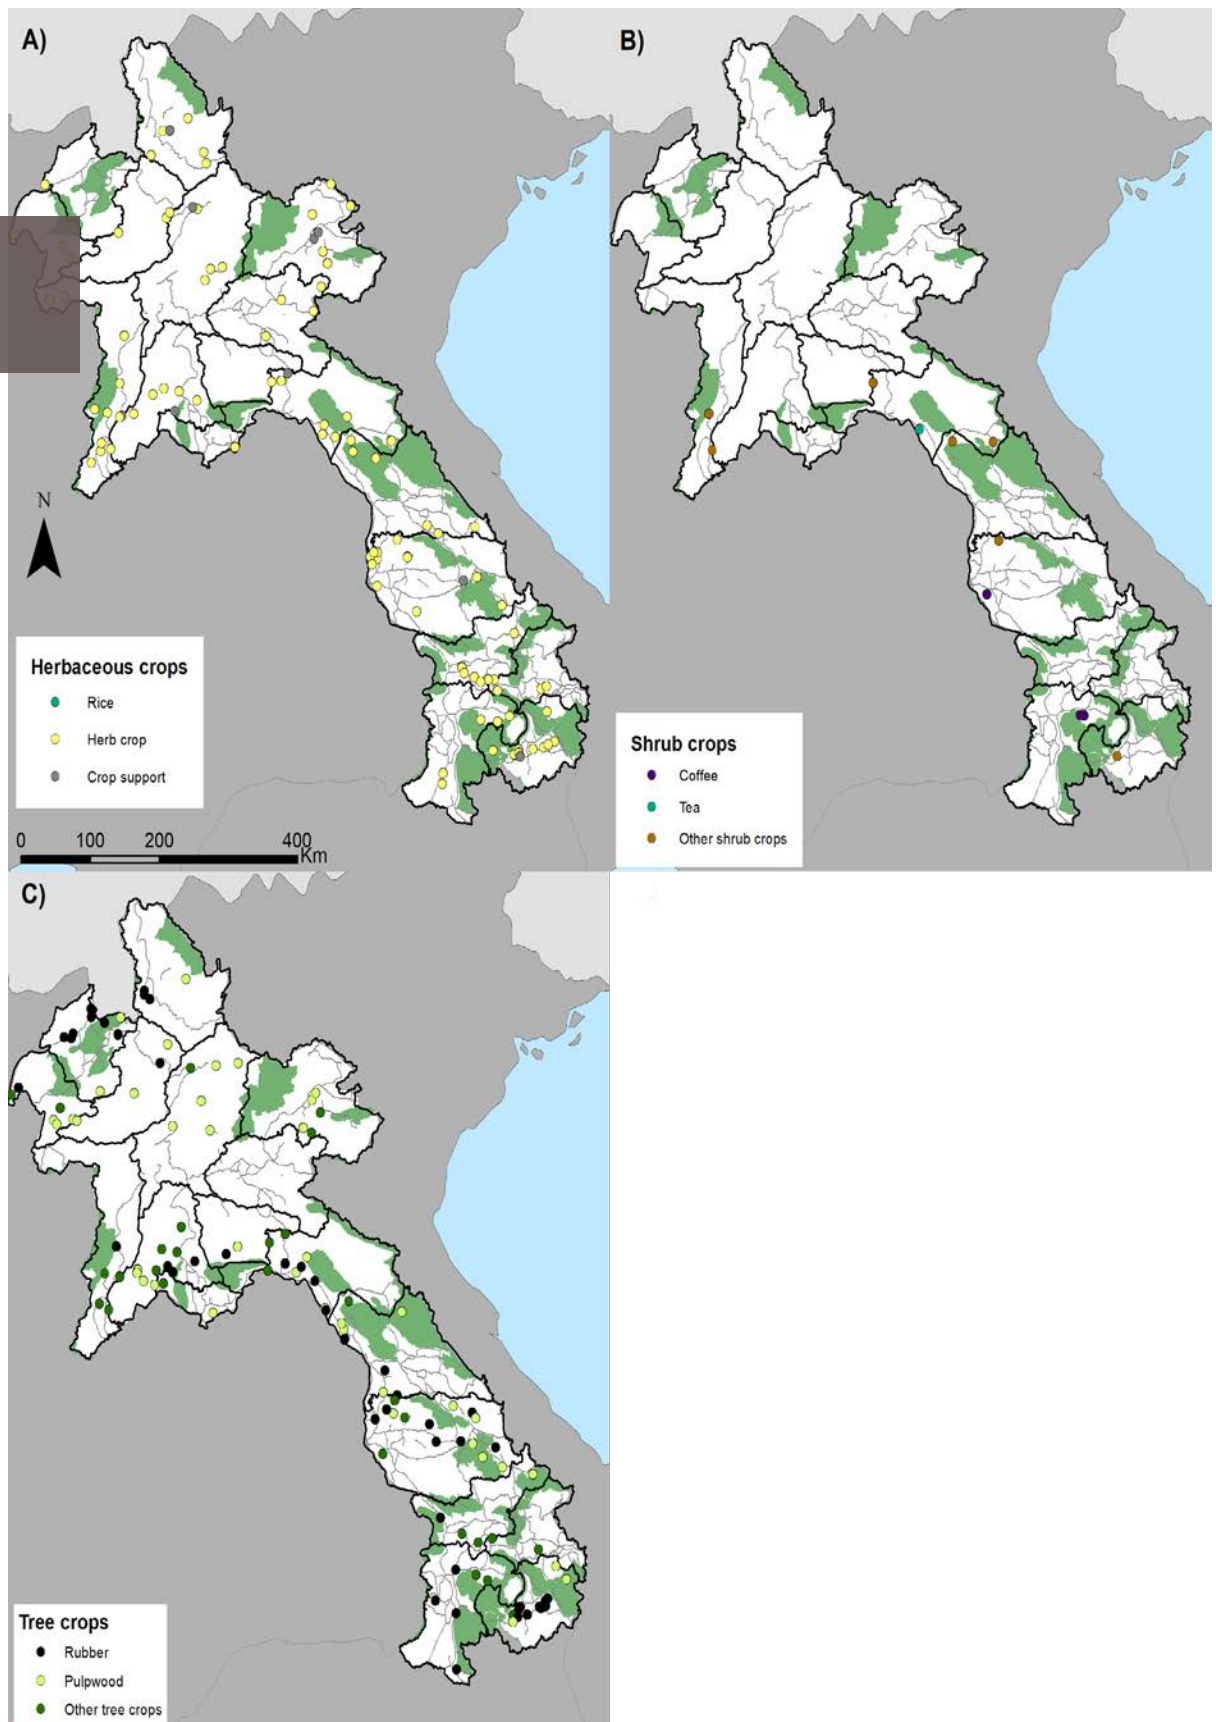 A)
B)
N
Herbaceous crops
Rice
Herb crop
Crop support
0 100 200 400
Km
Shrub crops
Coffee
Tea
Other shrub crops
C)
Tree crops
Rubber
Pulpwood
Other tree crops